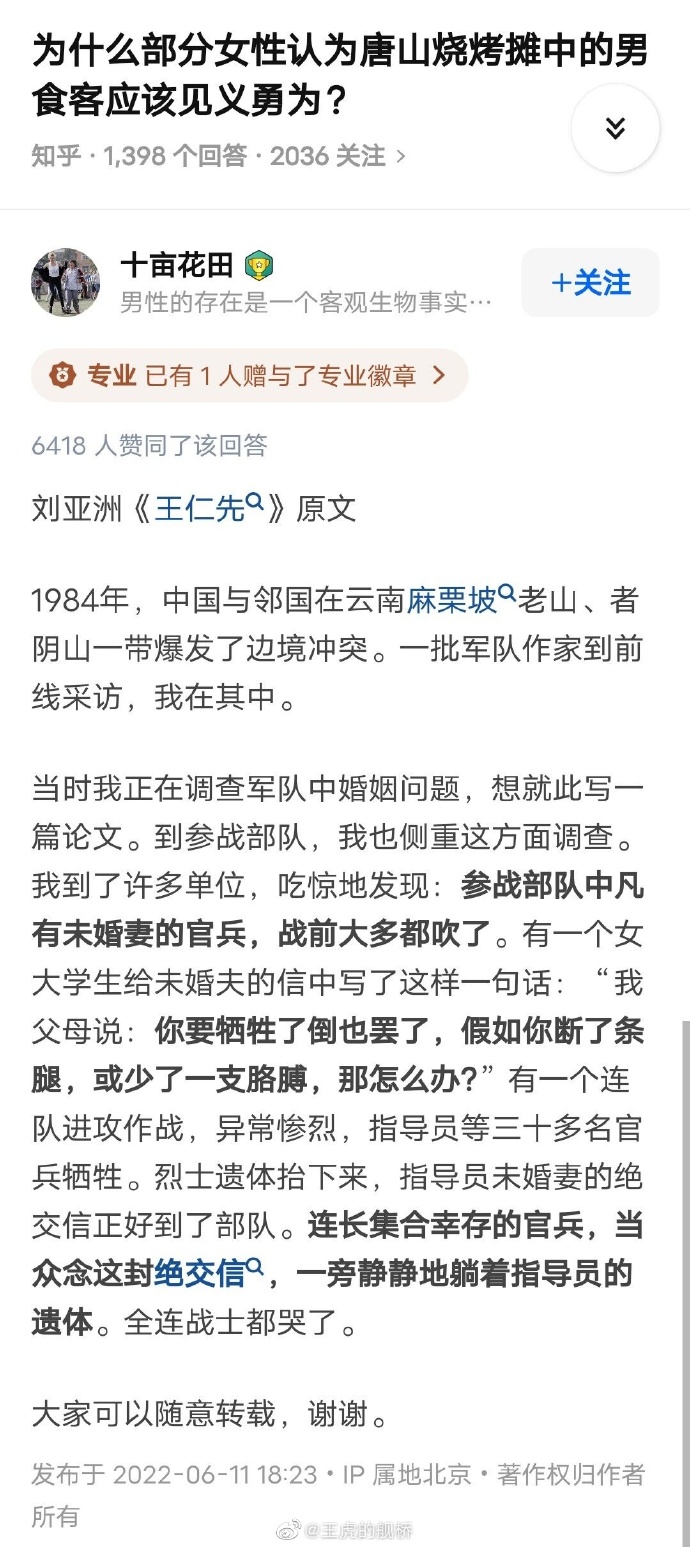 为什么部分女性认为唐山烧烤摊中的男
食客应该见义勇为？
知乎 · 1,398 个回答 · 2036 关注 >
十亩花田
+关注
男性的存在是一个客观生物事实…
专业 已有 1 人赠与了专业徽章 >
6418 人赞同了该回答
刘亚洲《王仁先》原文
1984年，中国与邻国在云南麻栗坡老山、者
阴山一带爆发了边境冲突。一批军队作家到前
线采访，我在其中。
当时我正在调查军队中婚姻问题，想就此写一
篇论文。到参战部队，我也侧重这方面调查。
我到了许多单位，吃惊地发现：参战部队中凡
有未婚妻的官兵，战前大多都吹了。有一个女
大学生给未婚夫的信中写了这样一句话：“我
父母说：你要牺牲了倒也罢了，假如你断了条
腿，或少了一支胳膊，那怎么办?”有一个连
队进攻作战，异常惨烈，指导员等三十多名官
兵牺牲。烈士遗体抬下来，指导员未婚妻的绝
交信正好到了部队。连长集合幸存的官兵，当
众念这封绝交信，一旁静静地躺着指导员的
遗体。全连战士都哭了。
大家可以随意转载，谢谢。
发布于 2022-06-11 18:23 · IP 属地北京 · 著作权归作者
所有
@王虎的舰桥